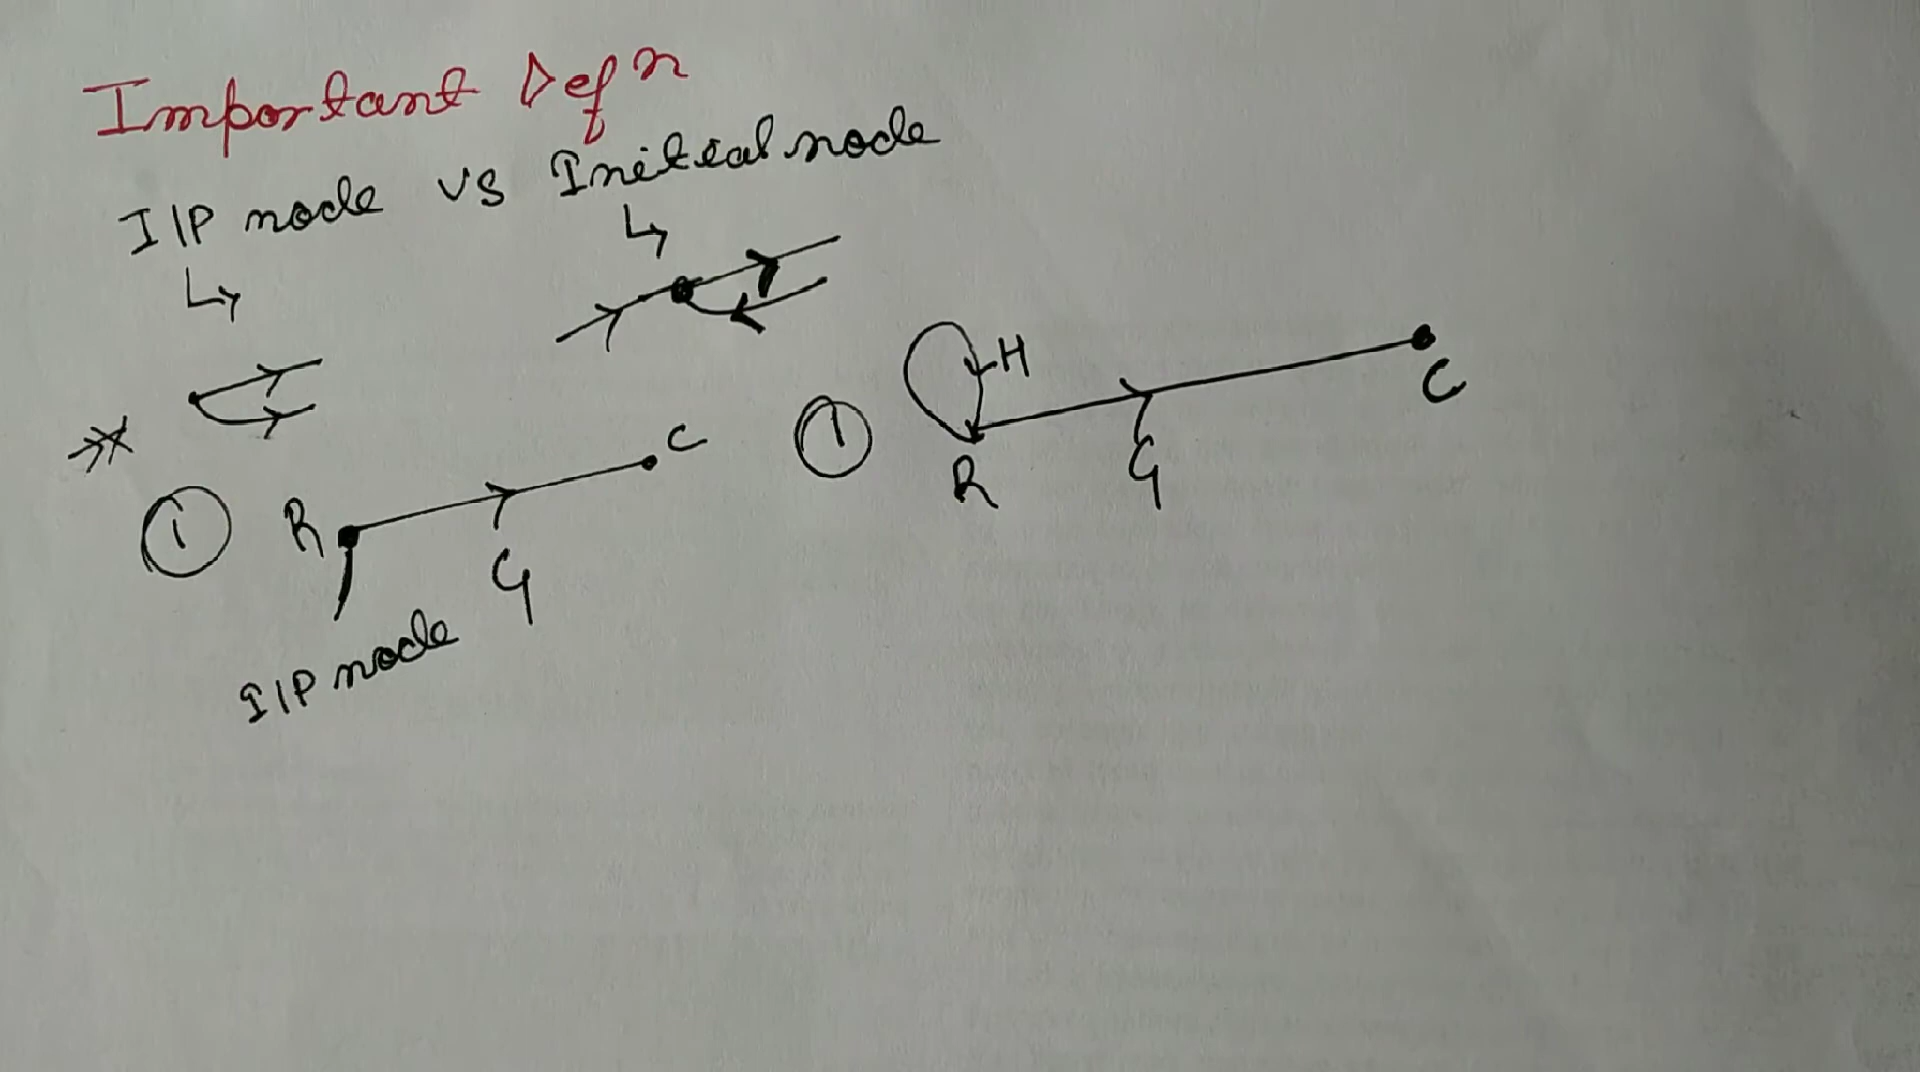 Important Defn
I/P node vs Initial node
H
C
① R C ① R G
G
I/P node